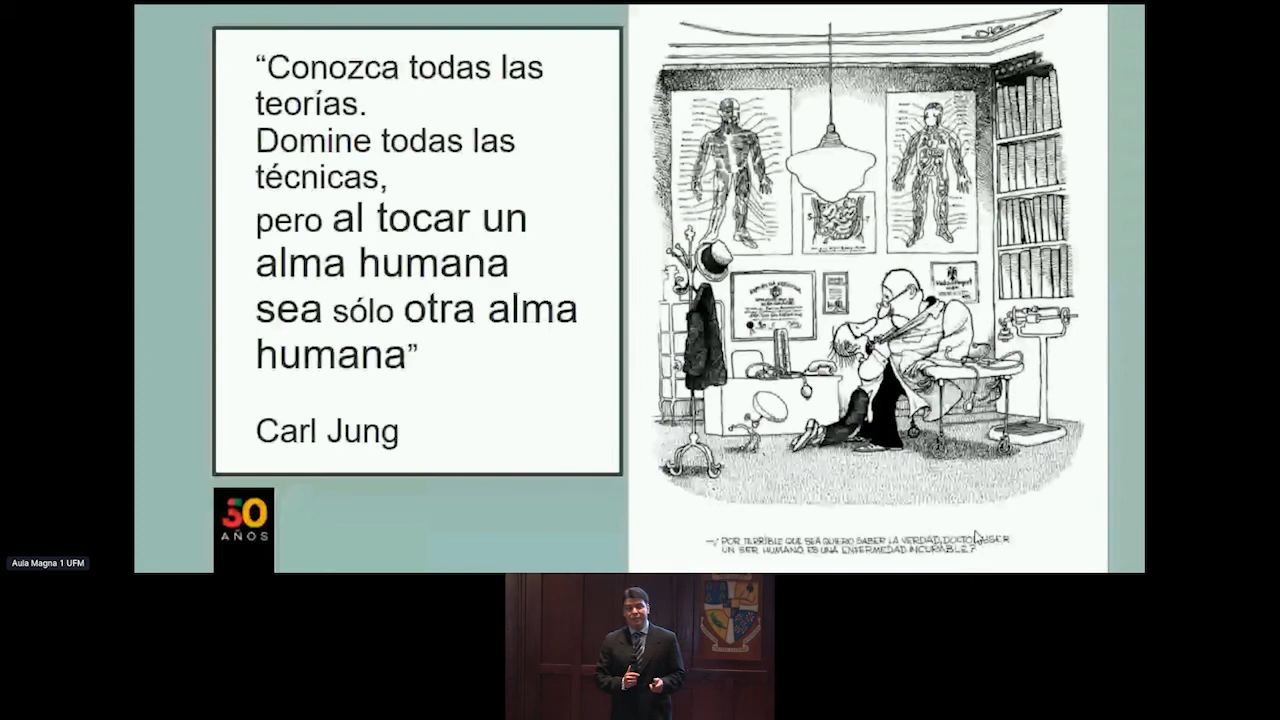 “Conozca todas las
teorías.
Domine todas las
técnicas,
pero al tocar un
alma humana
sea sólo otra alma
humana”
Carl Jung
50
AÑOS
POR TERRIBLE QUE SEA QUIERO SABER LA VERDAD, DOCTOR
UN SER HUMANO, ES UNA ENFERMEDAD INCURABLE?
Aula Magna 1 UFM